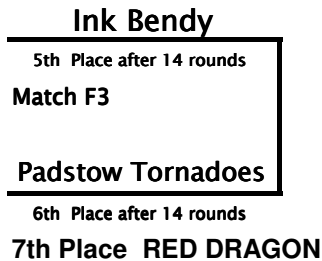 Ink Bendy
5th Place after 14 rounds
Match F3
Padstow Tornadoes
6th Place after 14 rounds
7th Place RED DRAGON